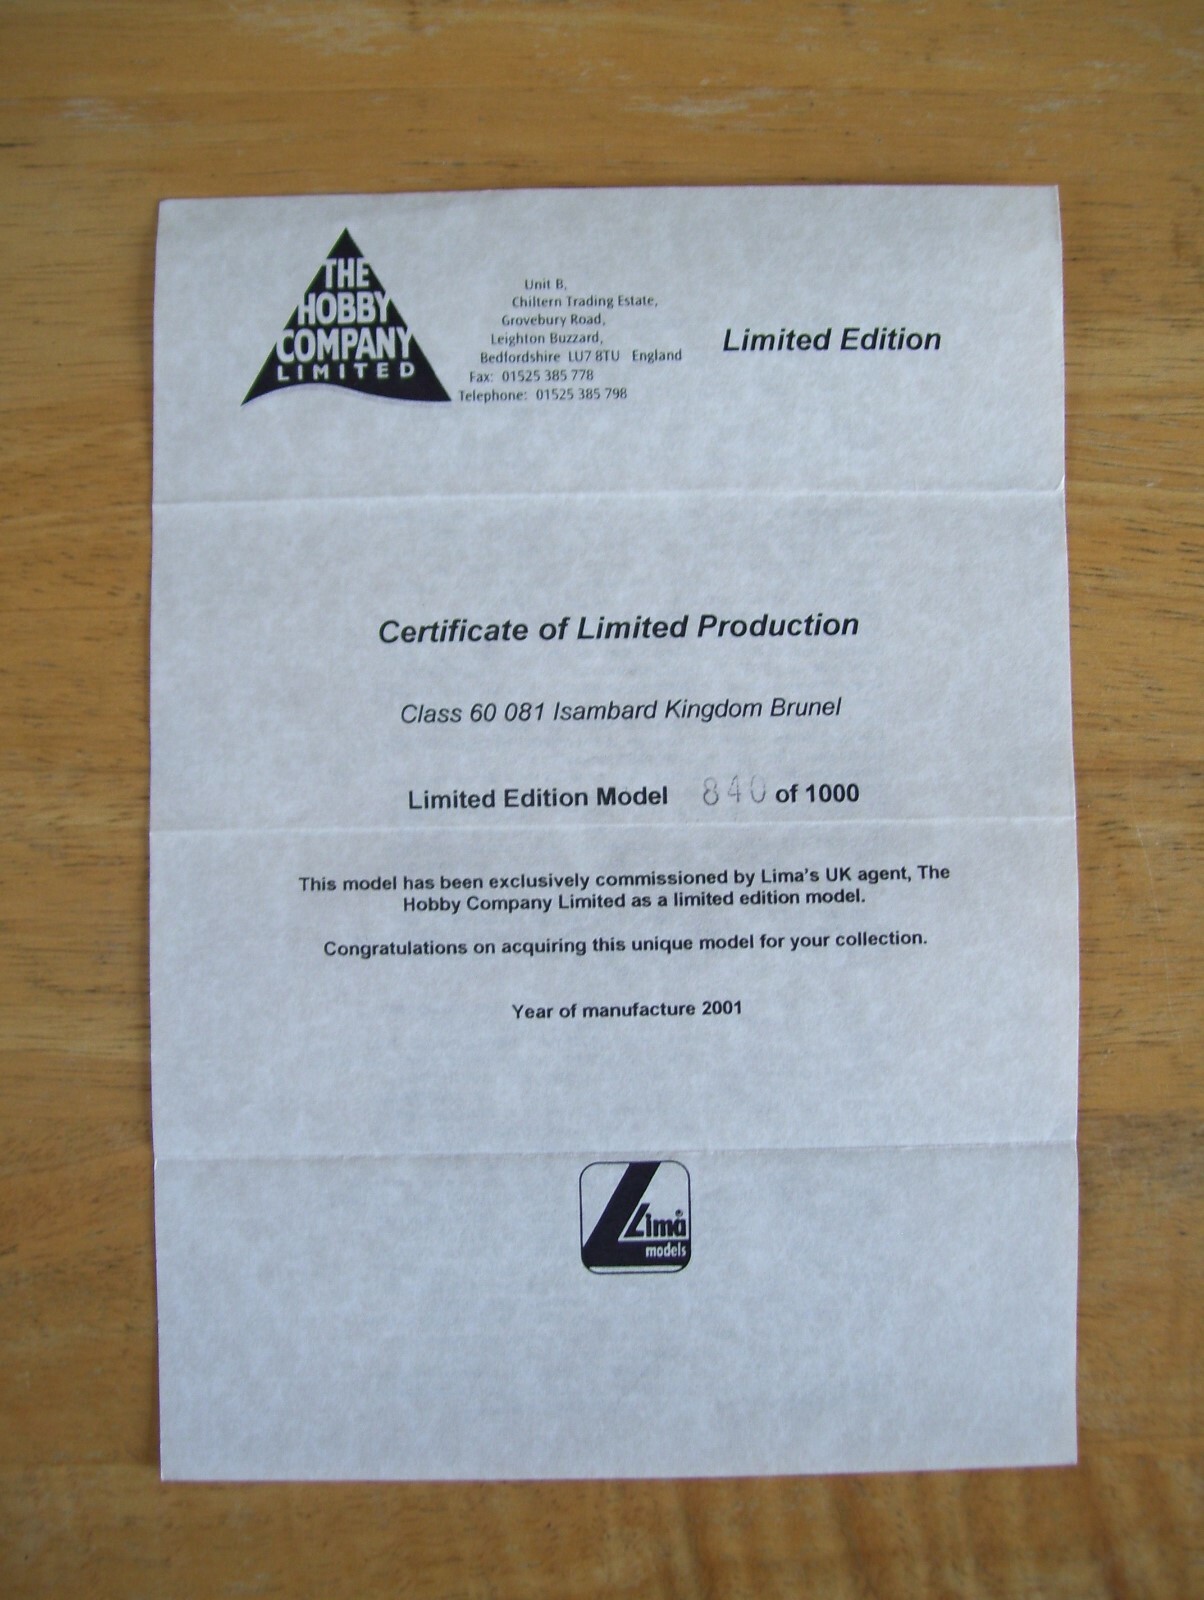 THE
HOBBY
COMPANY
LIMITED
Unit B,
Chiltern Trading Estate,
Grovebury Road,
Leighton Buzzard,
Bedfordshire LU7 8TU England
Fax: 01525 385 778
Telephone: 01525 385 798
Limited Edition
Certificate of Limited Production
Class 60 081 Isambard Kingdom Brunel
Limited Edition Model 840 of 1000
This model has been exclusively commissioned by Lima's UK agent, The
Hobby Company Limited as a limited edition model.
Congratulations on acquiring this unique model for your collection.
Year of manufacture 2001
Lima®
models